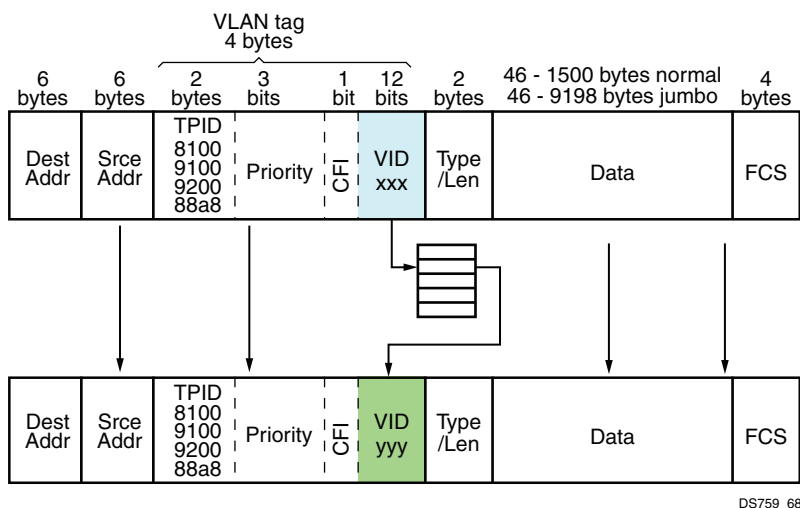 VLAN tag
4 bytes
6 bytes
6 bytes
2 bytes
3 bits
1 bit
12 bits
2 bytes
46 - 1500 bytes normal
46 - 9198 bytes jumbo
4 bytes
Dest Addr
Srce Addr
TPID
8100
9100
9200
88a8
Priority
CFI
VID
xxx
Type
/Len
Data
FCS
Dest Addr
Srce Addr
TPID
8100
9100
9200
88a8
Priority
CFI
VID
yyy
Type
/Len
Data
FCS
DS759_68